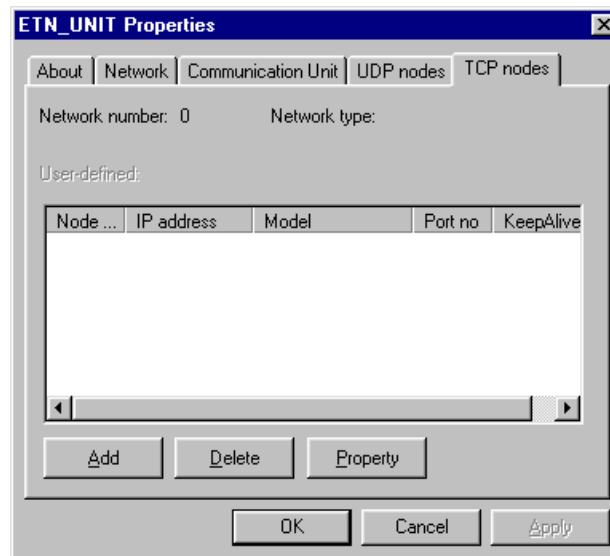 ETN_UNIT Properties
About Network Communication Unit UDP nodes TCP nodes
Network number: 0 Network type:
User-defined:
Node ... IP address Model Port no KeepAlive
Add Delete Property
OK Cancel Apply